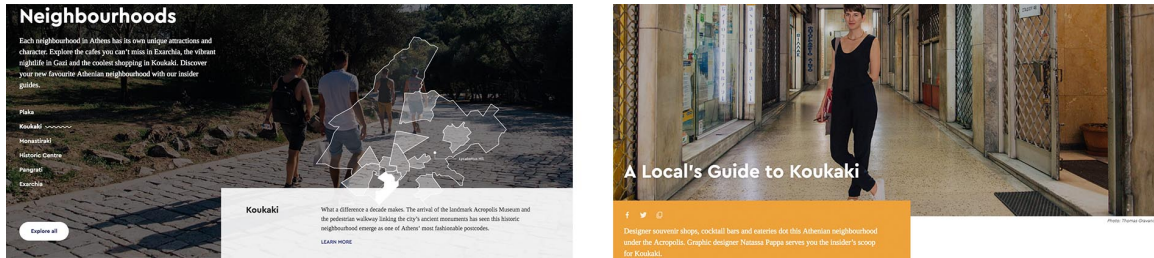 Neighbourhoods
Each neighbourhood in Athens has its own unique attractions and
character. Explore the cafes you can't miss in Exarchia, the vibrant
nightlife in Gazi and the coolest shopping in Koukaki. Discover
your new favourite Athenian neighbourhood with our insider
guides.
Plaka
Koukaki
Monastiraki
Historic Centre
Pangrati
Exarchia
Explore all
Koukaki
What a difference a decade makes. The arrival of the landmark Acropolis Museum and
the pedestrian walkway linking the city's ancient monuments has seen this historic
neighbourhood emerge as one of Athens' most fashionable postcodes.
LEARN MORE
A Local's Guide to Koukaki
Photo: Thomas Gravanis
Designer souvenir shops, cocktail bars and eateries dot this Athenian neighbourhood
under the Acropolis. Graphic designer Natassa Pappa serves you the insider's scoop
for Koukaki.